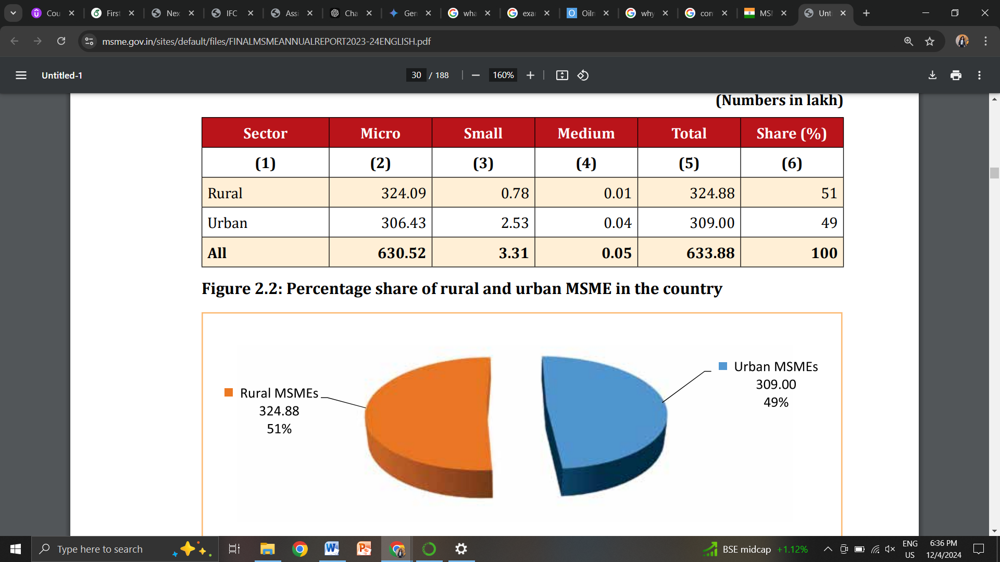 Cou
First
Nex
IFC
Assi
Cha
Gen
wha
exa
Oiln
why
con
MSM
Unti
msme.gov.in/sites/default/files/FINALMSMEANNUALREPORT2023-24ENGLISH.pdf
Untitled-1
30 / 188
160%
(Numbers in lakh)
Sector Micro Small Medium Total Share (%)
(1) (2) (3) (4) (5) (6)
Rural 324.09 0.78 0.01 324.88 51
Urban 306.43 2.53 0.04 309.00 49
All 630.52 3.31 0.05 633.88 100
Figure 2.2: Percentage share of rural and urban MSME in the country
Rural MSMEs
324.88
51%
Urban MSMEs
309.00
49%
Type here to search
BSE midcap +1.12%
ENG
US
6:36 PM
12/4/2024